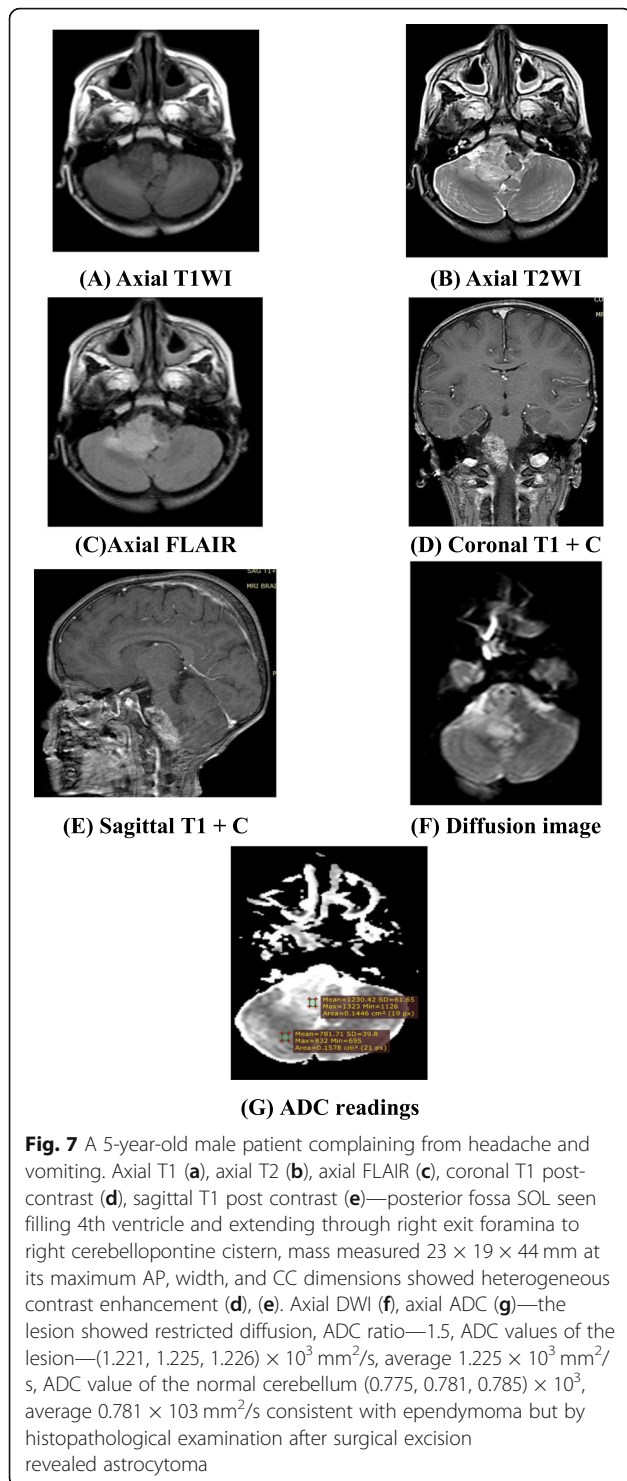 (A) Axial T1WI
(B) Axial T2WI
CO
MR
(C)Axial FLAIR
(D) Coronal T1 + C
SAG T1+
MRI BRAI
P
(E) Sagittal T1 + C
(F) Diffusion image
Mean=1230.42 SD=61.65
Max=1323 Min=1126
Area=0.1446 cm² (19 px)
Mean=781.71 SD=39.8
Max=832 Min=695
Area=0.1578 cm² (21 px)
(G) ADC readings
Fig. 7 A 5-year-old male patient complaining from headache and
vomiting. Axial T1 (a), axial T2 (b), axial FLAIR (c), coronal T1 post-
contrast (d), sagittal T1 post contrast (e)—posterior fossa SOL seen
filling 4th ventricle and extending through right exit foramina to
right cerebellopontine cistern, mass measured 23 × 19 × 44 mm at
its maximum AP, width, and CC dimensions showed heterogeneous
contrast enhancement (d), (e). Axial DWI (f), axial ADC (g)—the
lesion showed restricted diffusion, ADC ratio—1.5, ADC values of the
lesion—(1.221, 1.225, 1.226) × 10³ mm²/s, average 1.225 × 10³ mm²/
s, ADC value of the normal cerebellum (0.775, 0.781, 0.785) × 10³,
average 0.781 × 103 mm²/s consistent with ependymoma but by
histopathological examination after surgical excision
revealed astrocytoma